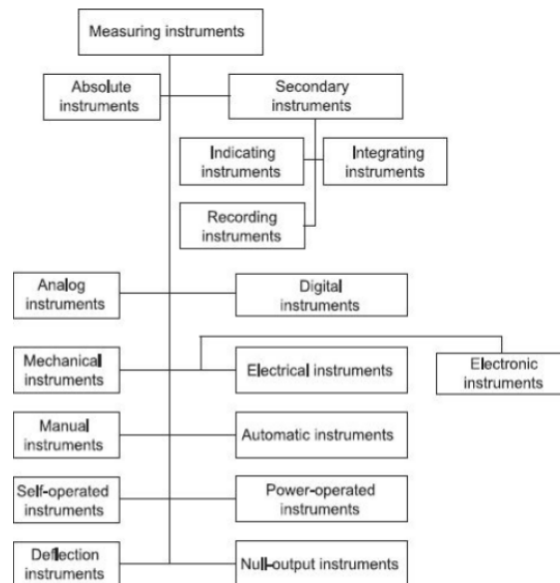 Measuring instruments
Absolute
instruments
Secondary
instruments
Indicating
instruments
Integrating
instruments
Recording
instruments
Analog
instruments
Digital
instruments
Mechanical
instruments
Electrical instruments
Electronic
instruments
Manual
instruments
Automatic instruments
Self-operated
instruments
Power-operated
instruments
Deflection
instruments
Null-output instruments